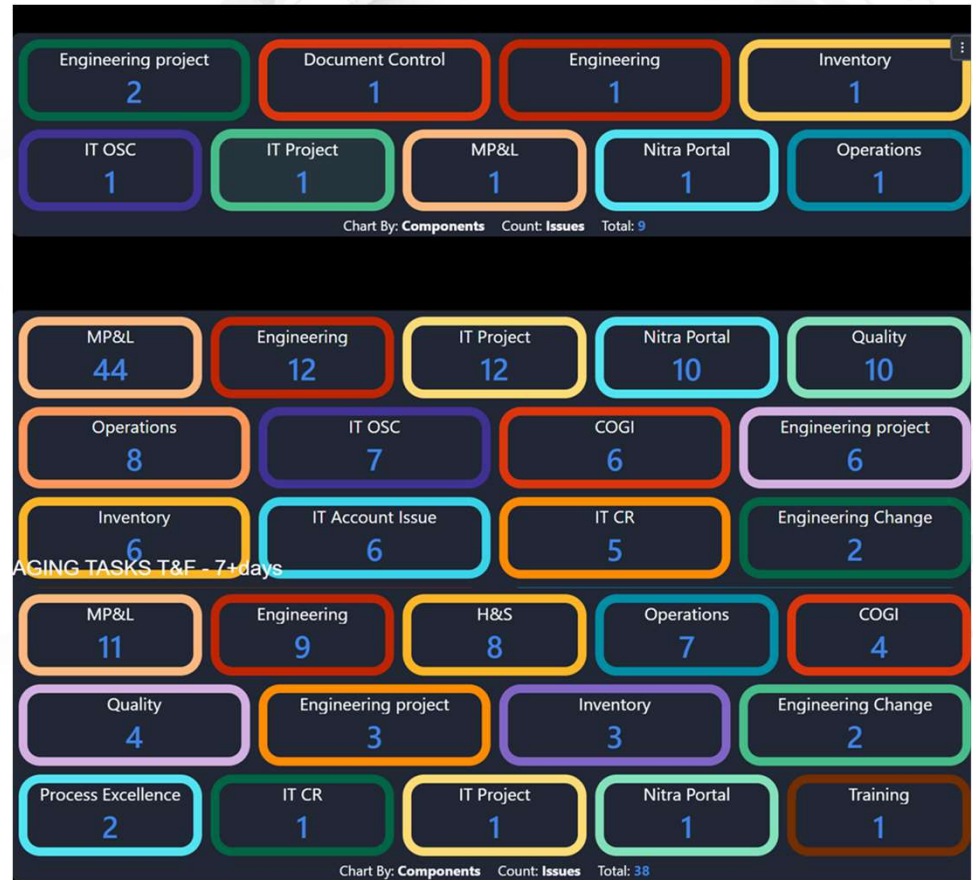 Engineering project Document Control Engineering Inventory
2 1 1 1
IT OSC IT Project MP&L Nitra Portal Operations
1 1 1 1 1
Chart By: Components Count: Issues Total: 9
MP&L Engineering IT Project Nitra Portal Quality
44 12 12 10 10
Operations IT OSC COGI Engineering project
8 7 6 6
Inventory IT Account Issue IT CR Engineering Change
6 6 5 2
AGING TASKS T&F - 7+days
MP&L Engineering H&S Operations COGI
11 9 8 7 4
Quality Engineering project Inventory Engineering Change
4 3 3 2
Process Excellence IT CR IT Project Nitra Portal Training
2 1 1 1 1
Chart By: Components Count: Issues Total: 38